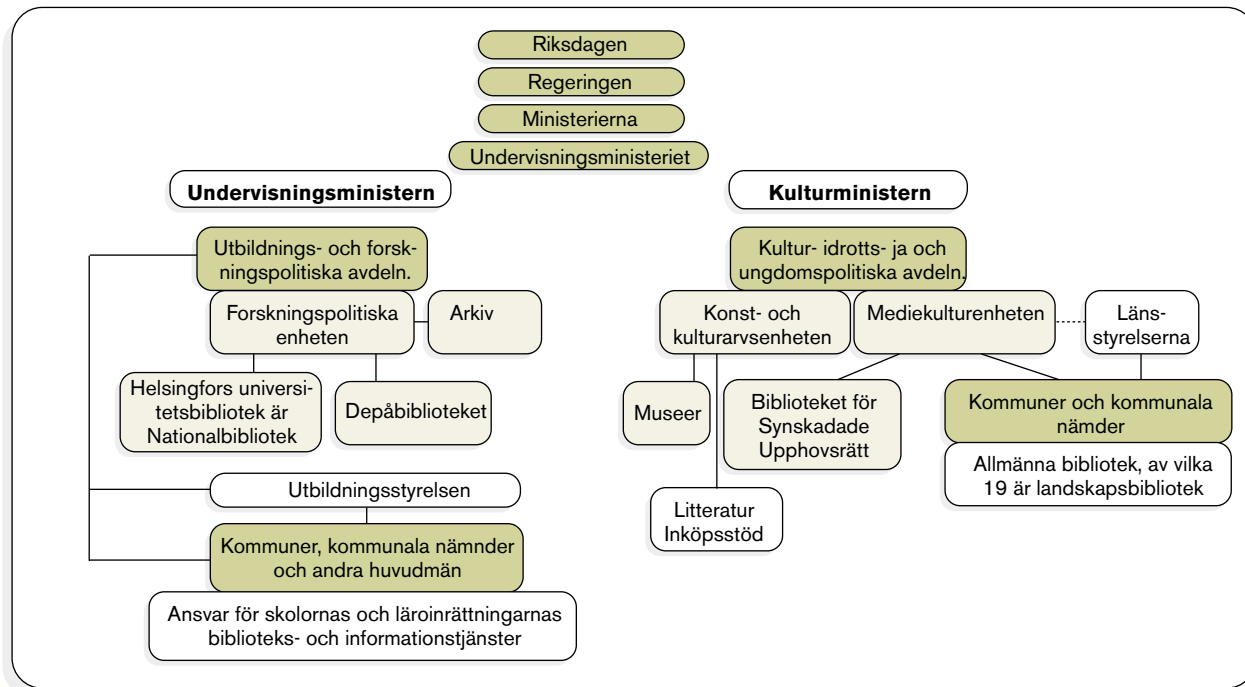 Riksdagen
Regeringen
Ministerierna
Undervisningsministeriet
Undervisningsministern
Utbildnings- och forsk-
ningspolitiska avdeln.
Forskningspolitiska
enheten
Arkiv
Helsingfors universi-
tetsbibliotek är
Nationalbibliotek
Depåbiblioteket
Utbildningsstyrelsen
Kommuner, kommunala nämnder
och andra huvudmän
Ansvar för skolornas och läroinrättningarnas
biblioteks- och informationstjänster
Kulturministern
Kultur- idrotts- ja och
ungdomspolitiska avdeln.
Konst- och
kulturarvsenheten
Mediekulturenheten
Läns-
styrelserna
Museer
Biblioteket för
Synskadade
Upphovsrätt
Kommuner och kommunala
nämder
Allmänna bibliotek, av vilka
19 är landskapsbibliotek
Litteratur
Inköpsstöd